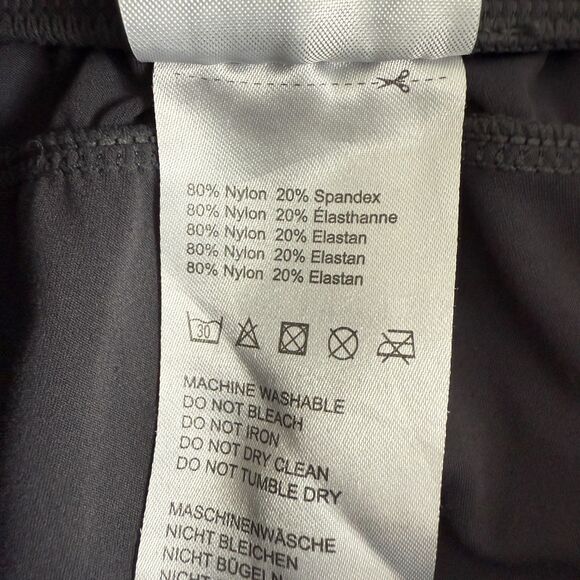 80% Nylon 20% Spandex
80% Nylon 20% Élasthanne
80% Nylon 20% Elastan
80% Nylon 20% Elastan
80% Nylon 20% Elastan
30
MACHINE WASHABLE
DO NOT BLEACH
DO NOT IRON
DO NOT DRY CLEAN
DO NOT TUMBLE DRY
MASCHINENWÄSCHE
NICHT BLEICHEN
NICHT BÜGELN